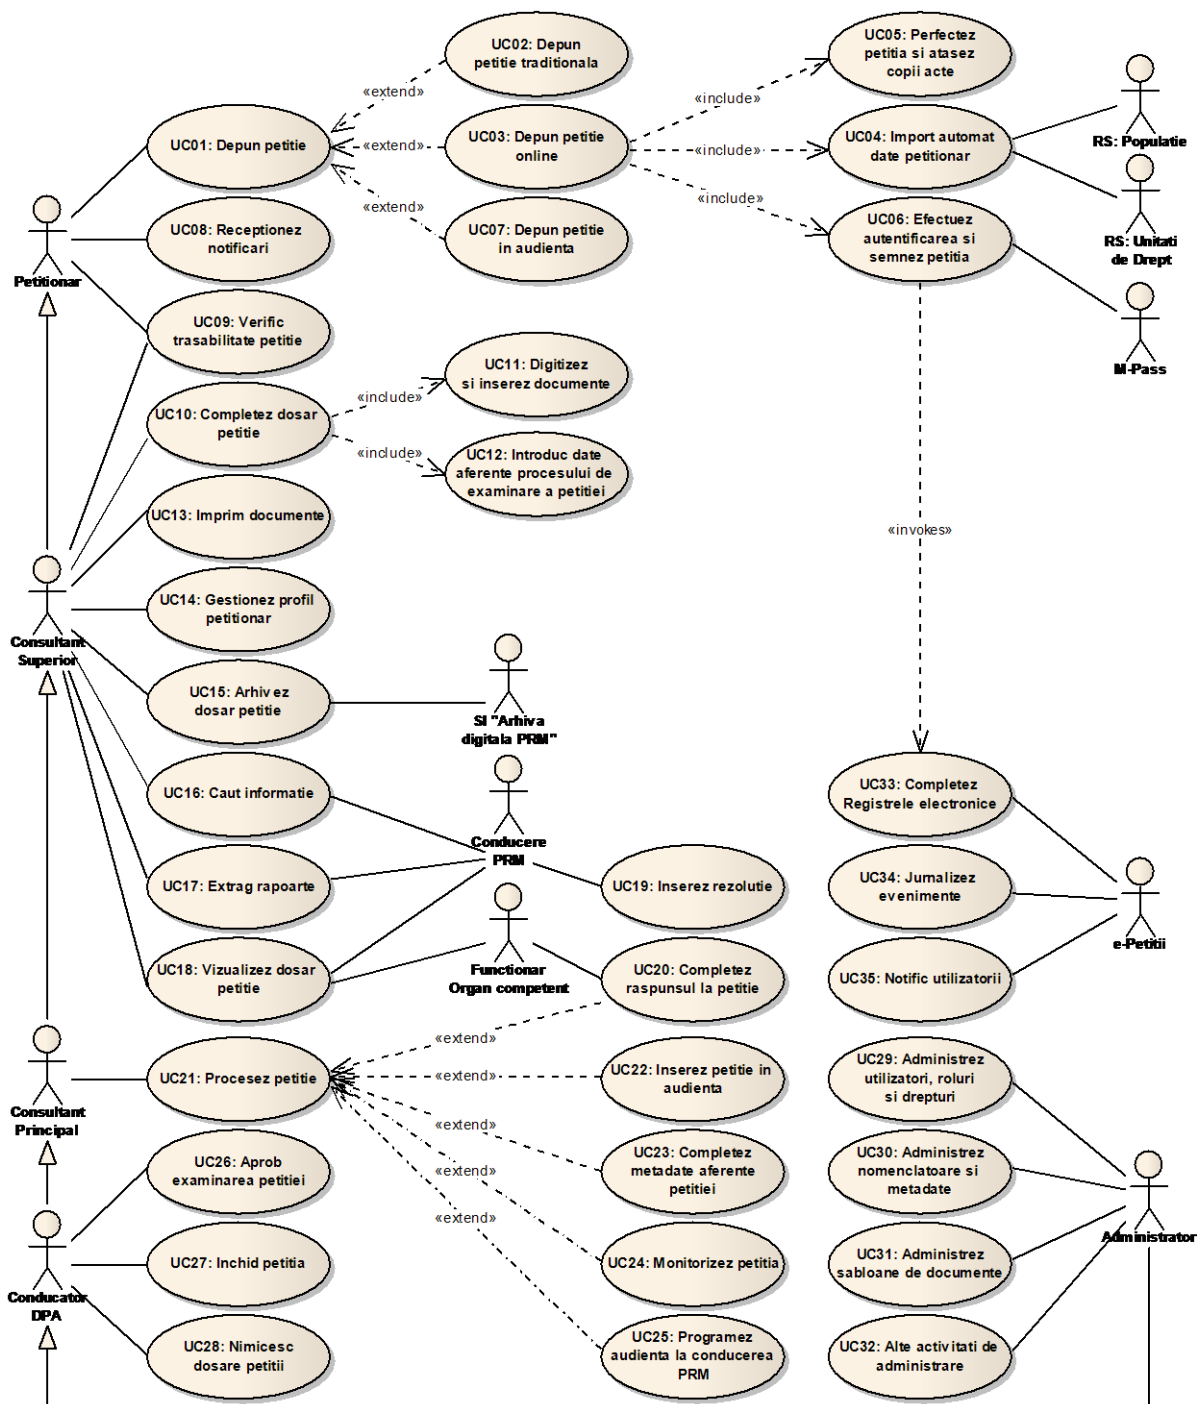 UC02: Depun
petitie traditionala
UC05: Perfectez
petitia si atasez
copii acte
«extend»
«include»
UC01: Depun petitie
«extend»
UC03: Depun petitie
online
«include»
UC04: Import automat
date petitionar
RS: Populatie
«extend»
«include»
UC08: Receptionez
notificari
UC07: Depun petitie
in audienta
UC06: Efectuez
autentificarea si
semnez petitia
RS: Unitati
de Drept
Petitionar
UC09: Verific
trasabilitate petitie
UC11: Digitizez
si inserez documente
M-Pass
«include»
UC10: Completez dosar
petitie
«include»
UC12: Introduc date
aferente procesului de
examinare a petitiei
UC13: Imprim documente
«invokes»
UC14: Gestionez profil
petitionar
Consultant
Superior
UC15: Arhivez
dosar petitie
SI "Arhiva
digitala PRM"
UC16: Caut informatie
UC33: Completez
Registrele electronice
Conducere
PRM
UC17: Extrag rapoarte
UC19: Inserez rezolutie
UC34: Jurnalizez
evenimente
e-Petitii
UC18: Vizualizez dosar
petitie
Functionar
Organ competent
UC20: Completez
raspunsul la petitie
UC35: Notific utilizatorii
«extend»
UC21: Procesez petitie
«extend»
UC22: Inserez petitie in
audienta
UC29: Administrez
utilizatori, roluri
si drepturi
Consultant
Principal
«extend»
UC26: Aprob
examinarea petitiei
«extend»
UC23: Completez
metadate aferente
petitiei
UC30: Administrez
nomenclatoare si
metadate
«extend»
Administrator
UC27: Inchid petitia
UC24: Monitorizez petitia
UC31: Administrez
sabloane de documente
Conducator
DPA
UC28: Nimicesc
dosare petitii
UC25: Programez
audienta la conducerea
PRM
UC32: Alte activitati de
administrare